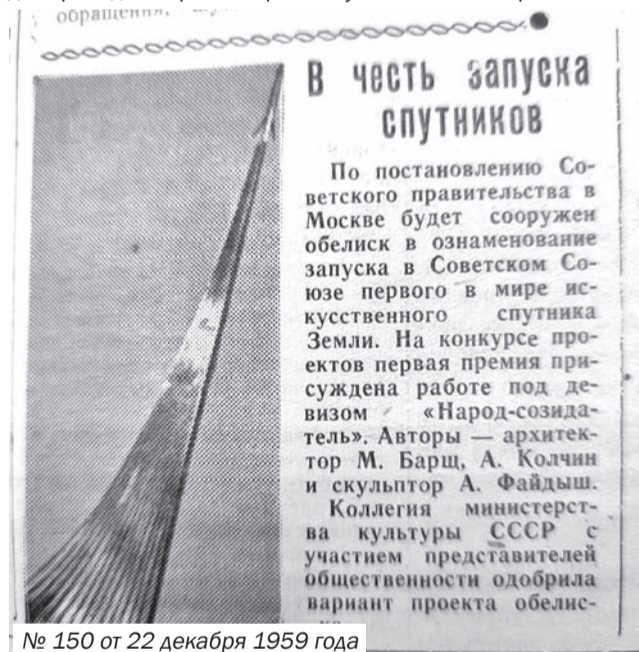 обращения,
В честь запуска
спутников
По постановлению Со-
ветского правительства в
Москве будет сооружен
обелиск в ознаменование
запуска в Советском Со-
юзе первого в мире ис-
кусственного спутника
Земли. На конкурсе про-
ектов первая премия при-
суждена работе под де-
визом «Народ-созида-
тель». Авторы — архитек-
тор М. Барщ, А. Колчин
и скульптор А. Файдыш.
Коллегия министерст-
ва культуры СССР с
участием представителей
общественности одобрила
вариант проекта обелис-
№ 150 от 22 декабря 1959 года